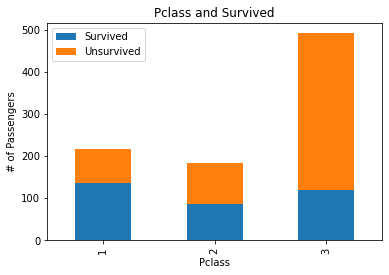 Pclass and Survived
Survived
Unsurvived
# of Passengers
500
400
300
200
100
0
1
2
3
Pclass